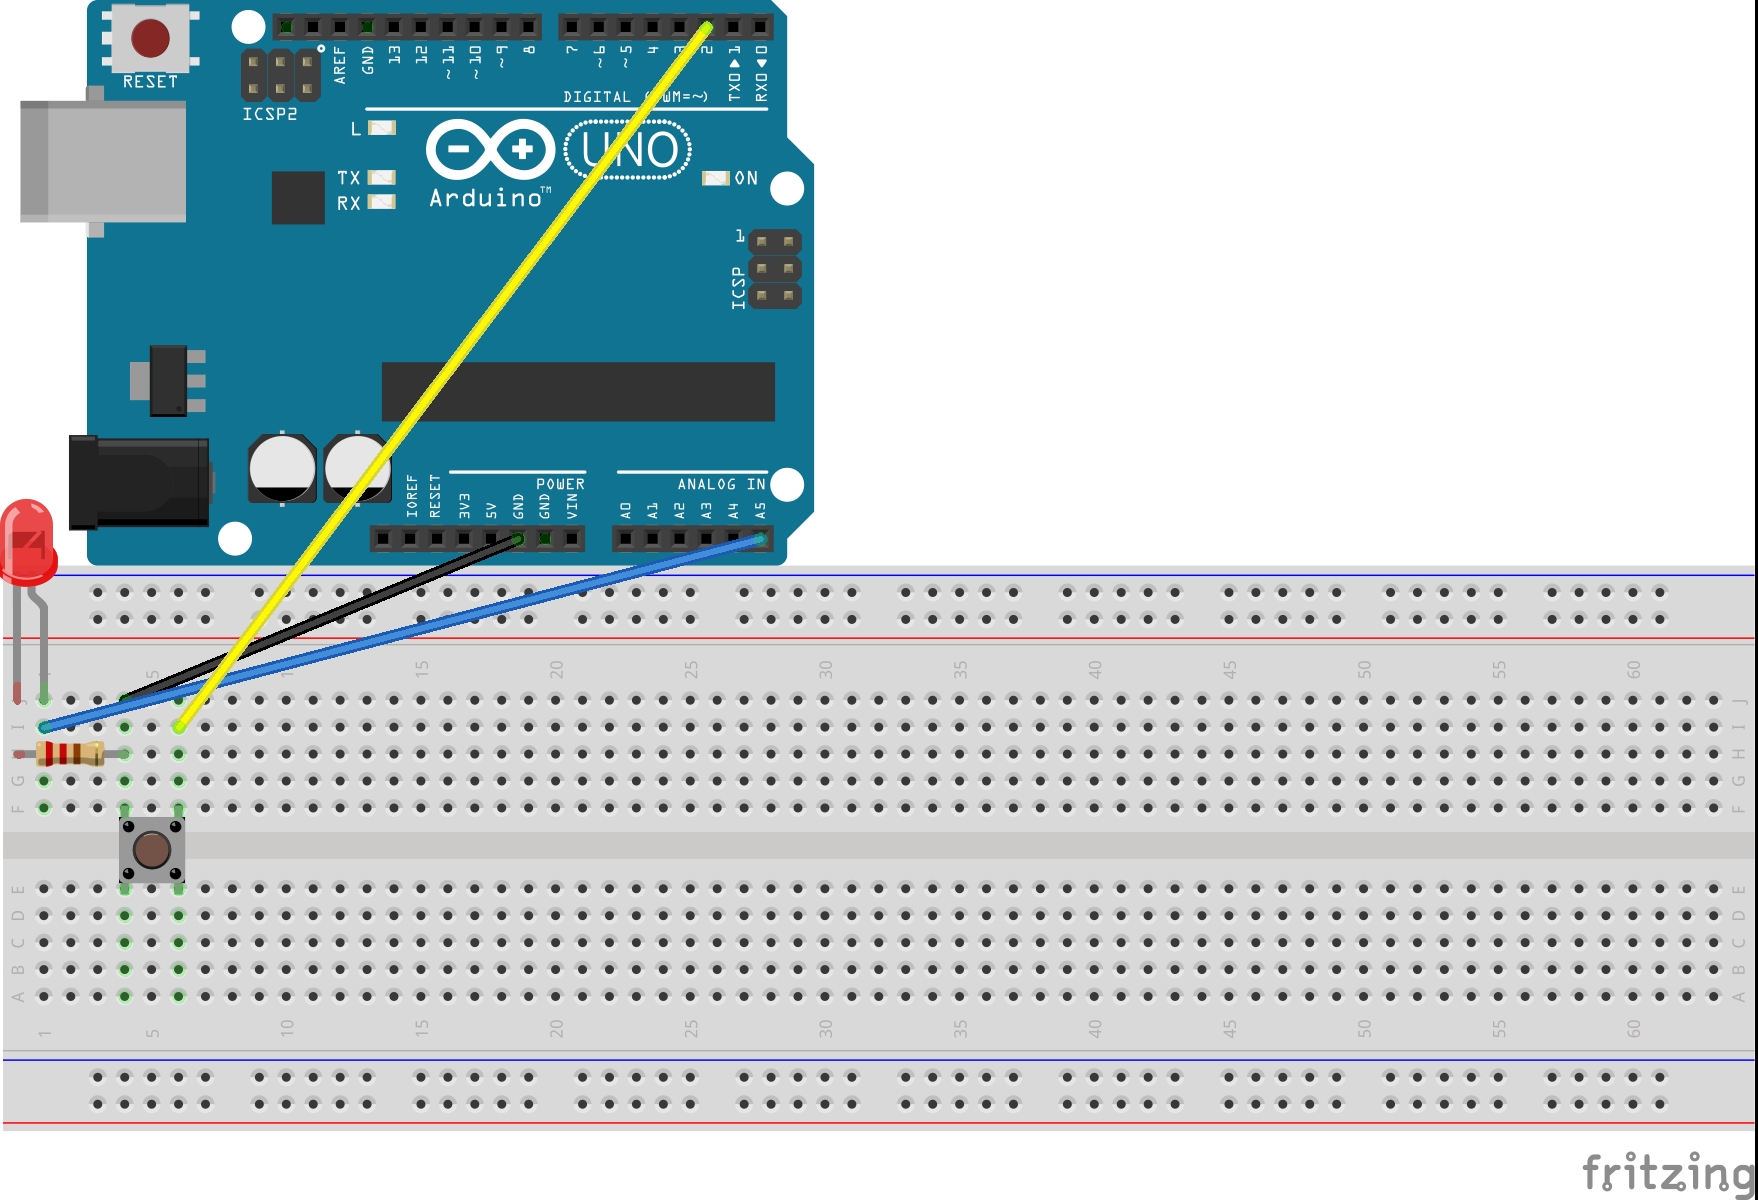 RESET
ICSP2
AREF
GND
13
12
~11
~10
~9
8
7
~6
~5
4
3
2
TX0▶1
RX0◀0
DIGITAL (PWM=~)
L
TX
RX
UNO
Arduino™
ON
1
ICSP
IOREF
RESET
3V3
5V
GND
GND
VIN
POWER
A0
A1
A2
A3
A4
A5
ANALOG IN
5 10 15 20 25 30 35 40 45 50 55 60
J J
I I
H
G G
F F
E E
D D
C C
B B
A A
1 5 10 15 20 25 30 35 40 45 50 55 60
fritzing